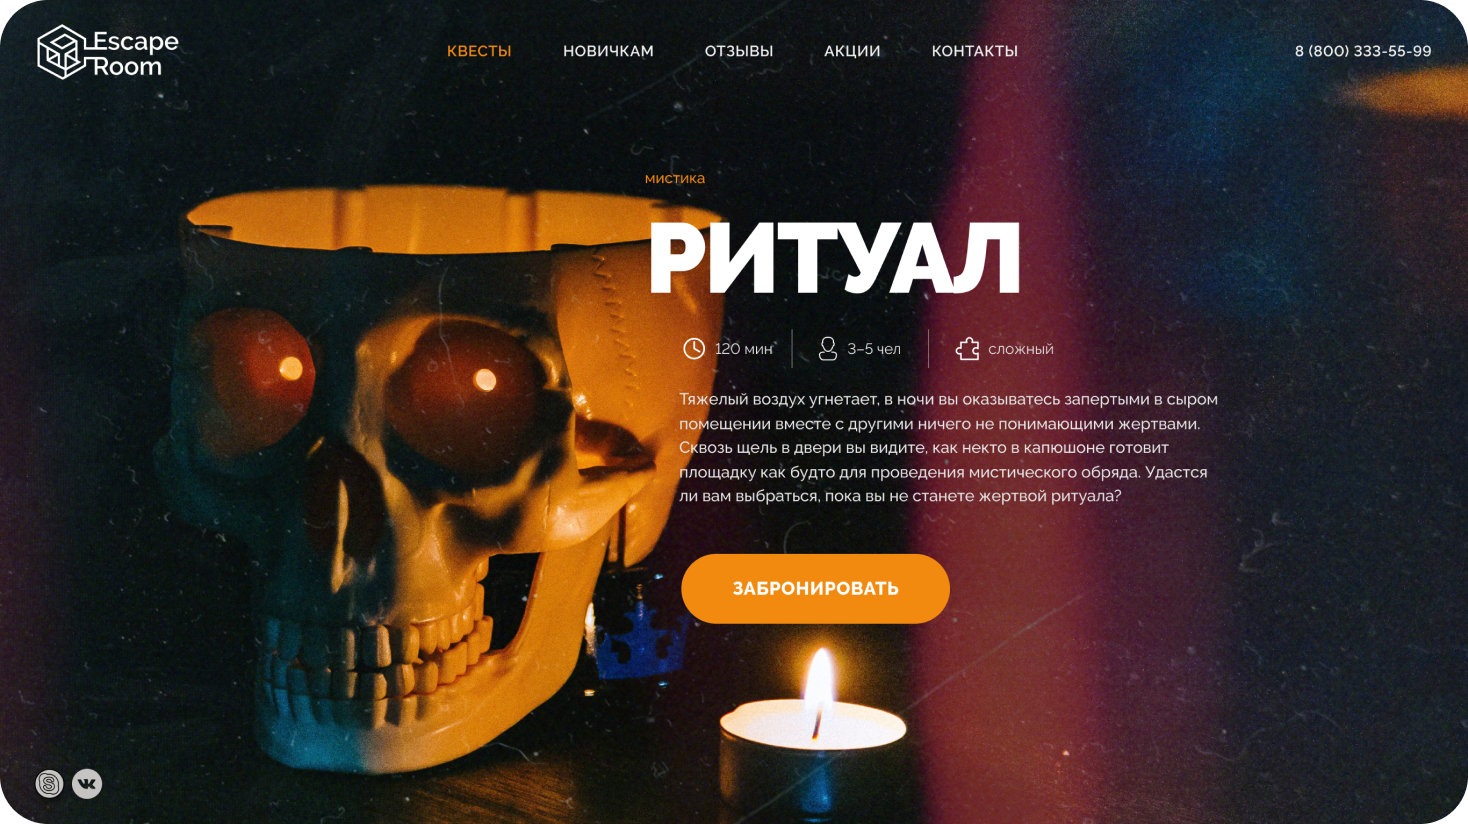 Escape
Room
КВЕСТЫ НОВИЧКАМ ОТЗЫВЫ АКЦИИ КОНТАКТЫ 8 (800) 333-55-99
мистика
РИТУАЛ
120 мин 3–5 чел сложный
Тяжелый воздух угнетает, в ночи вы оказыватесь запертыми в сыром
помещении вместе с другими ничего не понимающими жертвами.
Сквозь щель в двери вы видите, как некто в капюшоне готовит
площадку как будто для проведения мистического обряда. Удастся
ли вам выбраться, пока вы не станете жертвой ритуала?
ЗАБРОНИРОВАТЬ